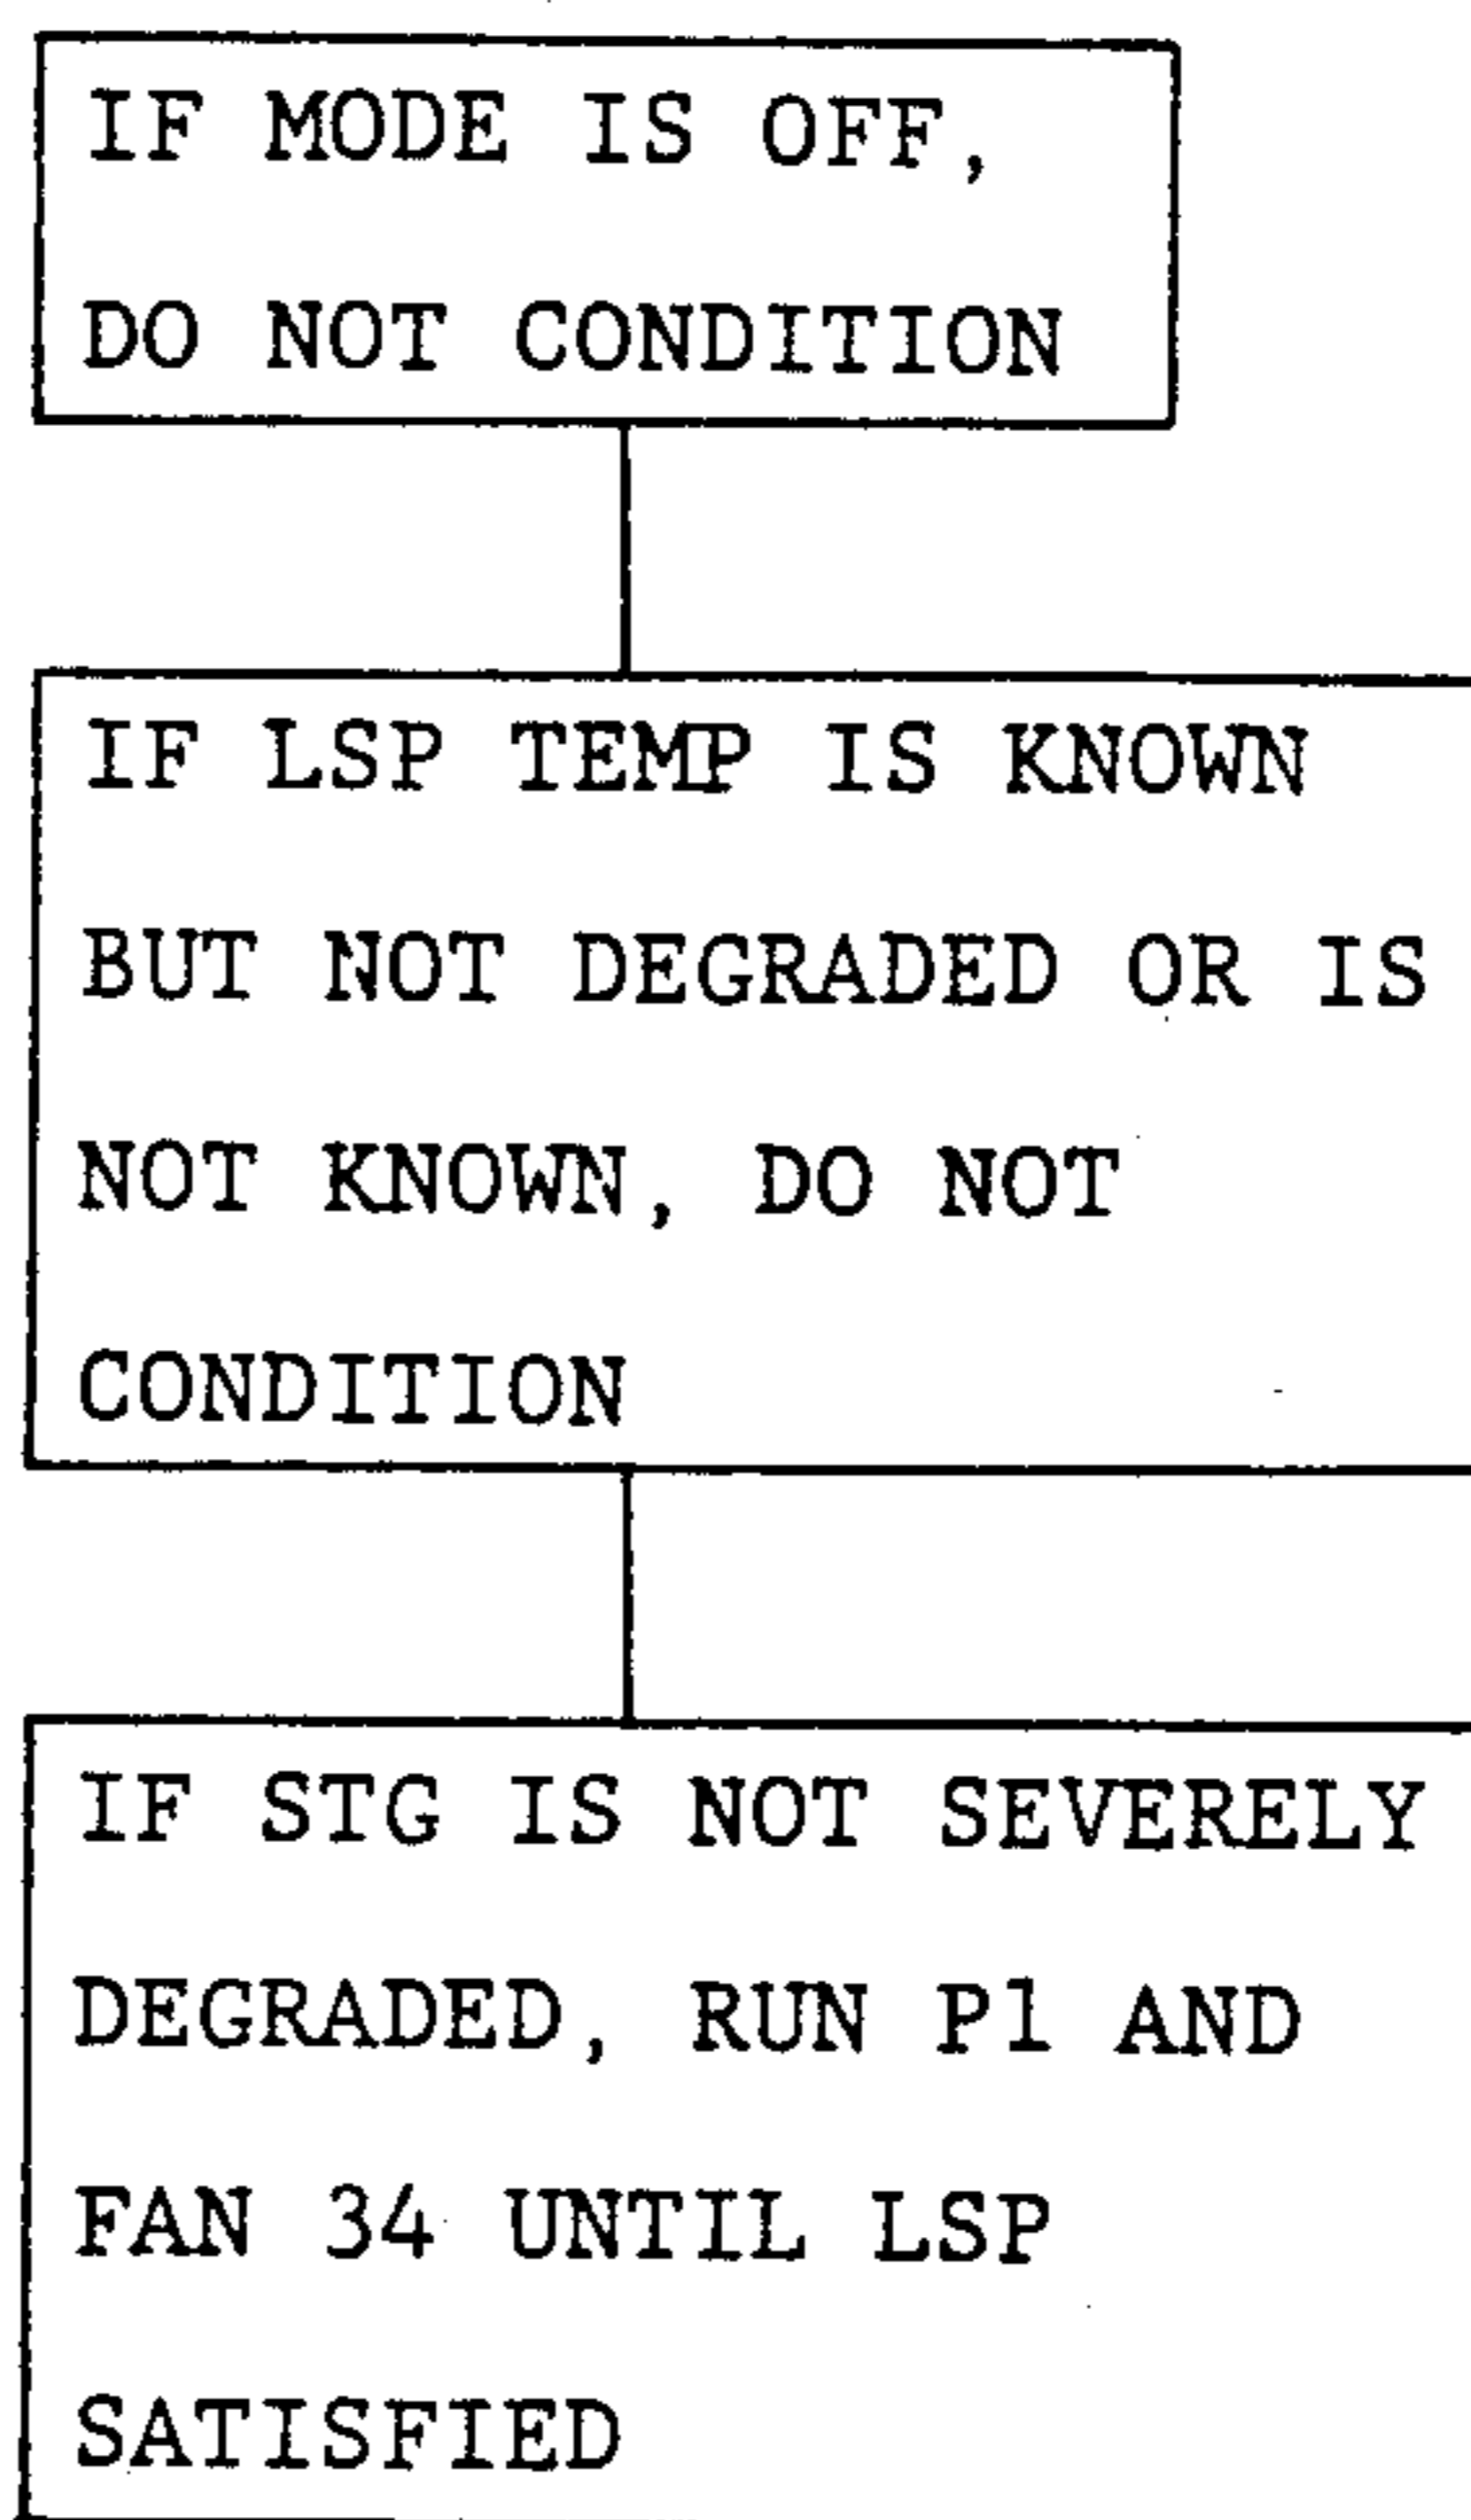 IF MODE IS OFF,
DO NOT CONDITION
IF LSP TEMP IS KNOWN
BUT NOT DEGRADED OR IS
NOT KNOWN, DO NOT
CONDITION
IF STG IS NOT SEVERELY
DEGRADED, RUN P1 AND
FAN 34 UNTIL LSP
SATISFIED